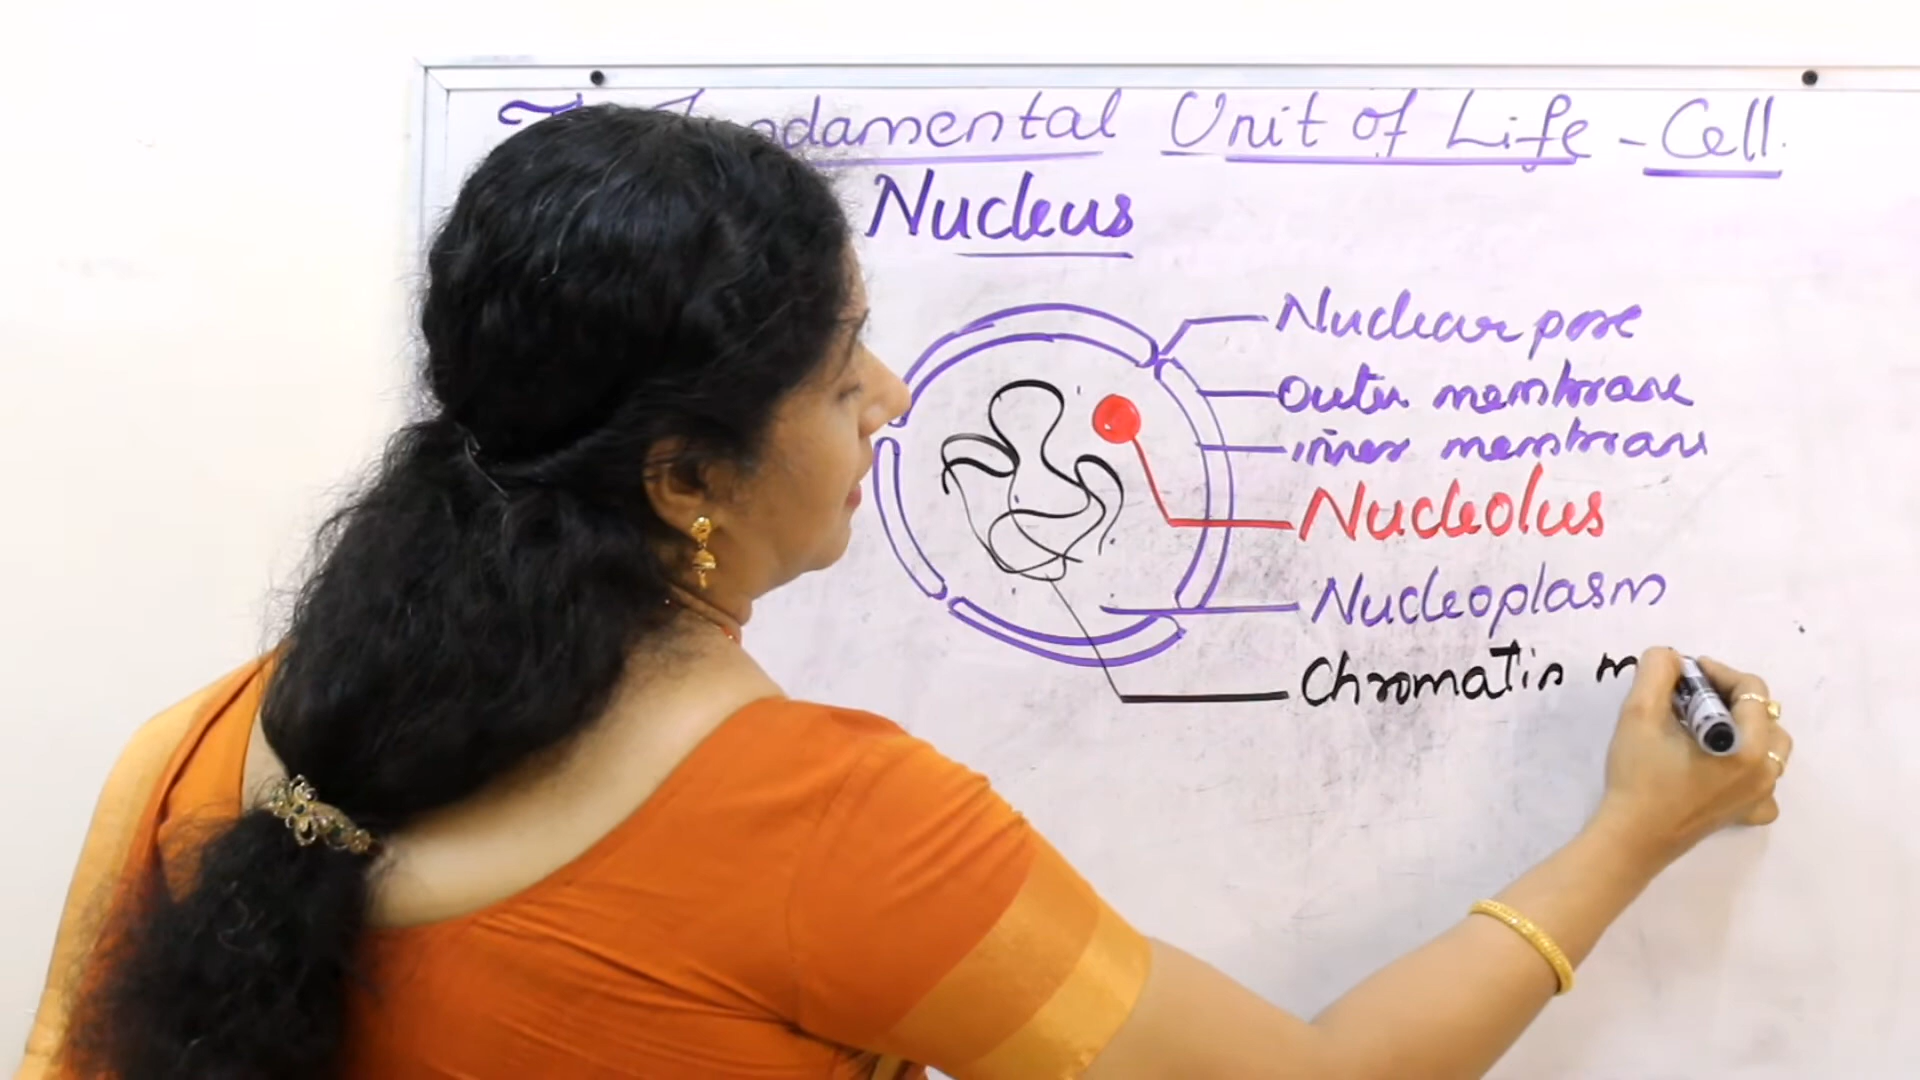 Fundamental Unit of Life - Cell
Nucleus
Nuclear pore
Outer membrane
inner membrane
Nucleolus
Nucleoplasm
Chromatin m